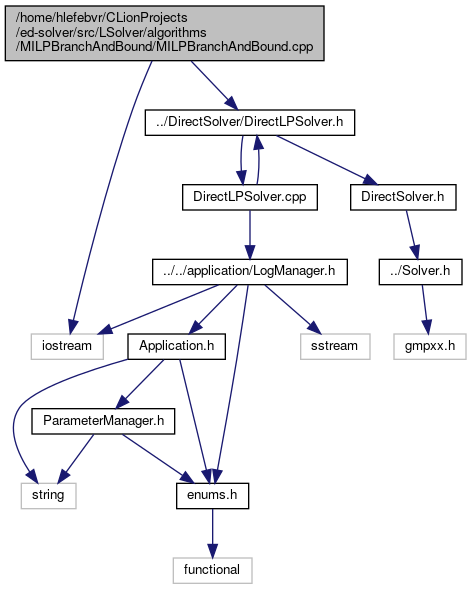 /home/hlefebvr/CLionProjects
/ed-solver/src/LSolver/algorithms
/MILPBranchAndBound/MILPBranchAndBound.cpp
../DirectSolver/DirectLPSolver.h
DirectLPSolver.cpp
DirectSolver.h
../../application/LogManager.h
../Solver.h
iostream
Application.h
sstream
gmpxx.h
ParameterManager.h
string
enums.h
functional